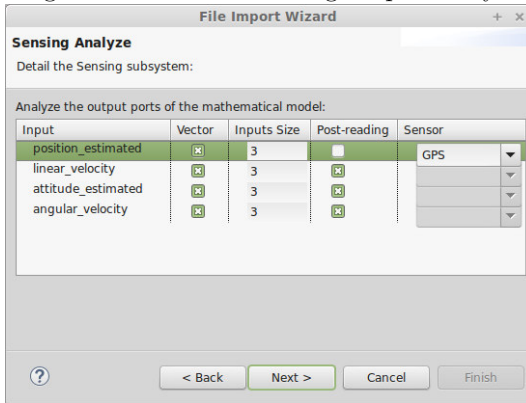 File Import Wizard + ×
Sensing Analyze
Detail the Sensing subsystem:
Analyze the output ports of the mathematical model:
Input Vector Inputs Size Post-reading Sensor
position_estimated 3 GPS
linear_velocity 3
attitude_estimated 3
angular_velocity 3
? < Back Next > Cancel Finish